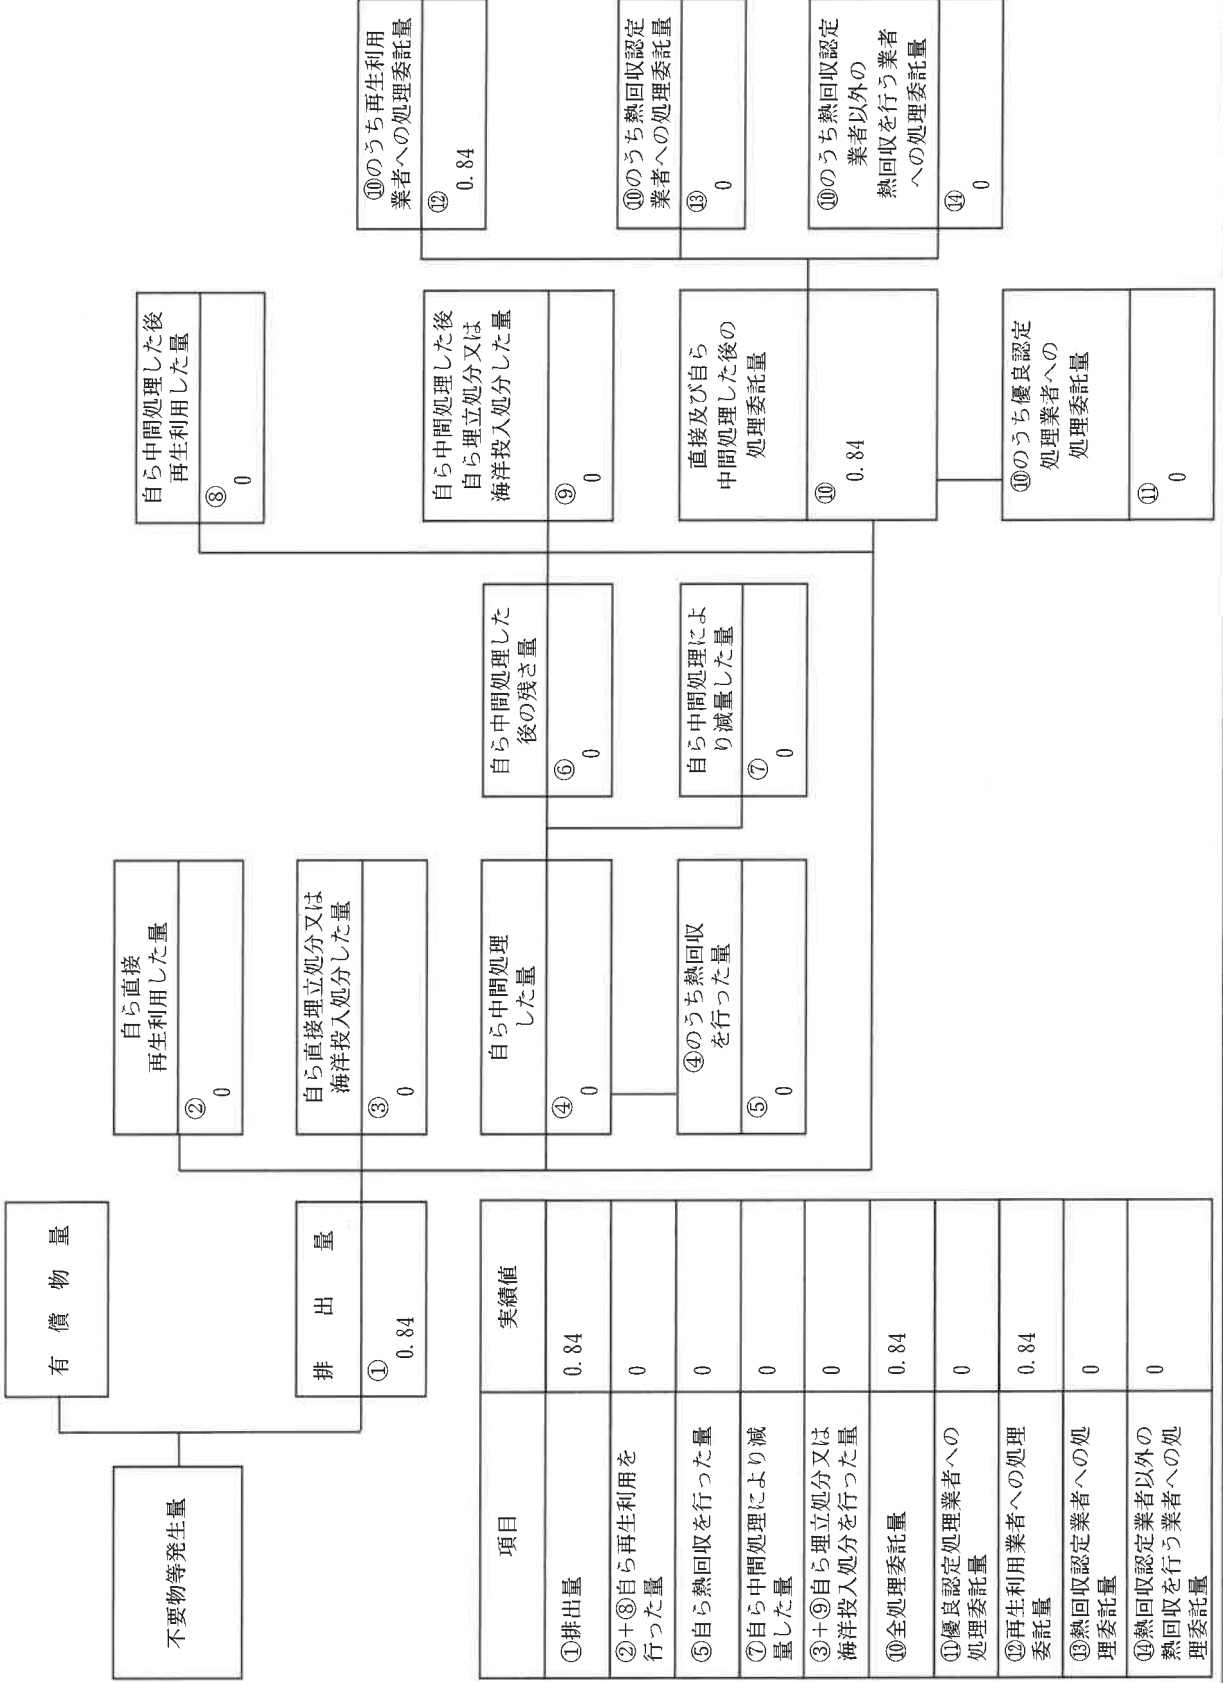 不要物等発生量
有償物量
排出量
①
0.84
自ら直接
再生利用した量
②
0
自ら直接埋立処分又は
海洋投入処分した量
③
0
自ら中間処理
した量
④
0
④のうち熱回収
を行った量
⑤
0
自ら中間処理した
後の残さ量
⑥
0
自ら中間処理によ
り減量した量
⑦
0
自ら中間処理した後
再生利用した量
⑧
0
自ら中間処理した後
自ら埋立処分又は
海洋投入処分した量
⑨
0
直接及び自ら
中間処理した後の
処理委託量
⑩
0.84
⑩のうち優良認定
処理業者への
処理委託量
⑪
0
⑩のうち再生利用
業者への処理委託量
⑫
0.84
⑩のうち熱回収認定
業者への処理委託量
⑬
0
⑩のうち熱回収認定
業者以外の
熱回収を行う業者
への処理委託量
⑭
0
項目 実績値
①排出量 0.84
②+⑧自ら再生利用を
行った量 0
⑤自ら熱回収を行った量 0
⑦自ら中間処理により減
量した量 0
③+⑨自ら埋立処分又は
海洋投入処分を行った量 0
⑩全処理委託量 0.84
⑪優良認定処理業者への
処理委託量 0
⑫再生利用業者への処理
委託量 0.84
⑬熱回収認定業者への処
理委託量 0
⑭熱回収認定業者以外の
熱回収を行う業者への処
理委託量 0